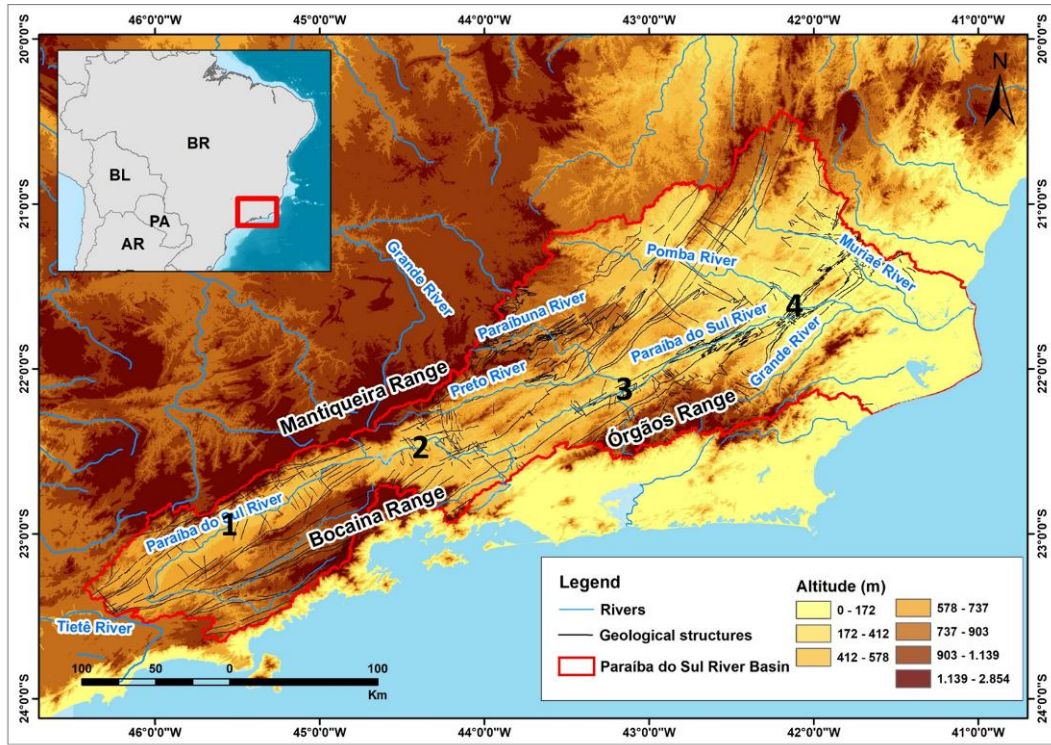 46°0'0"W 45°0'0"W 44°0'0"W 43°0'0"W 42°0'0"W 41°0'0"W
20°0'0"S
20°0'0"S
21°0'0"S
21°0'0"S
22°0'0"S
22°0'0"S
23°0'0"S
23°0'0"S
24°0'0"S
24°0'0"S
BR
BL
PA
AR
N
Grande River
Pomba River
Muriaé River
Paraíbuna River
4
Paraíba do Sul River
Grande River
Mantiqueira Range
Preto River
3
Órgãos Range
2
Paraíba do Sul River
1
Bocaina Range
Tietê River
100 50 0 100
Km
Legend
Rivers
Geological structures
Paraíba do Sul River Basin
Altitude (m)
0 - 172
172 - 412
412 - 578
578 - 737
737 - 903
903 - 1.139
1.139 - 2.854
46°0'0"W 45°0'0"W 44°0'0"W 43°0'0"W 42°0'0"W 41°0'0"W